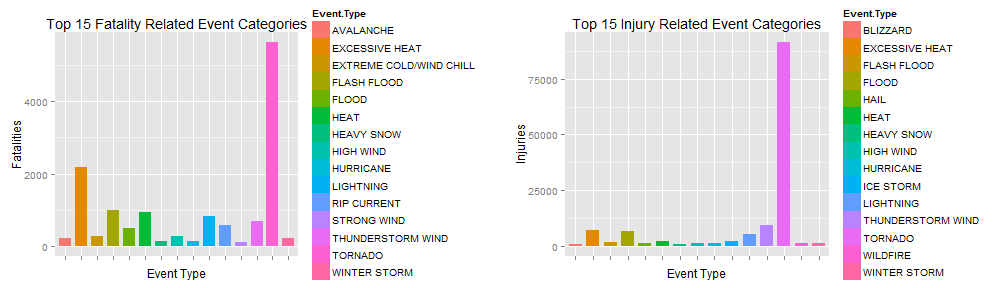 Top 15 Fatality Related Event Categories
Fatalities
4000
2000
0
Event Type
Event.Type
AVALANCHE
EXCESSIVE HEAT
EXTREME COLD/WIND CHILL
FLASH FLOOD
FLOOD
HEAT
HEAVY SNOW
HIGH WIND
HURRICANE
LIGHTNING
RIP CURRENT
STRONG WIND
THUNDERSTORM WIND
TORNADO
WINTER STORM
Top 15 Injury Related Event Categories
Injuries
75000
50000
25000
0
Event Type
Event.Type
BLIZZARD
EXCESSIVE HEAT
FLASH FLOOD
FLOOD
HAIL
HEAT
HEAVY SNOW
HIGH WIND
HURRICANE
ICE STORM
LIGHTNING
THUNDERSTORM WIND
TORNADO
WILDFIRE
WINTER STORM